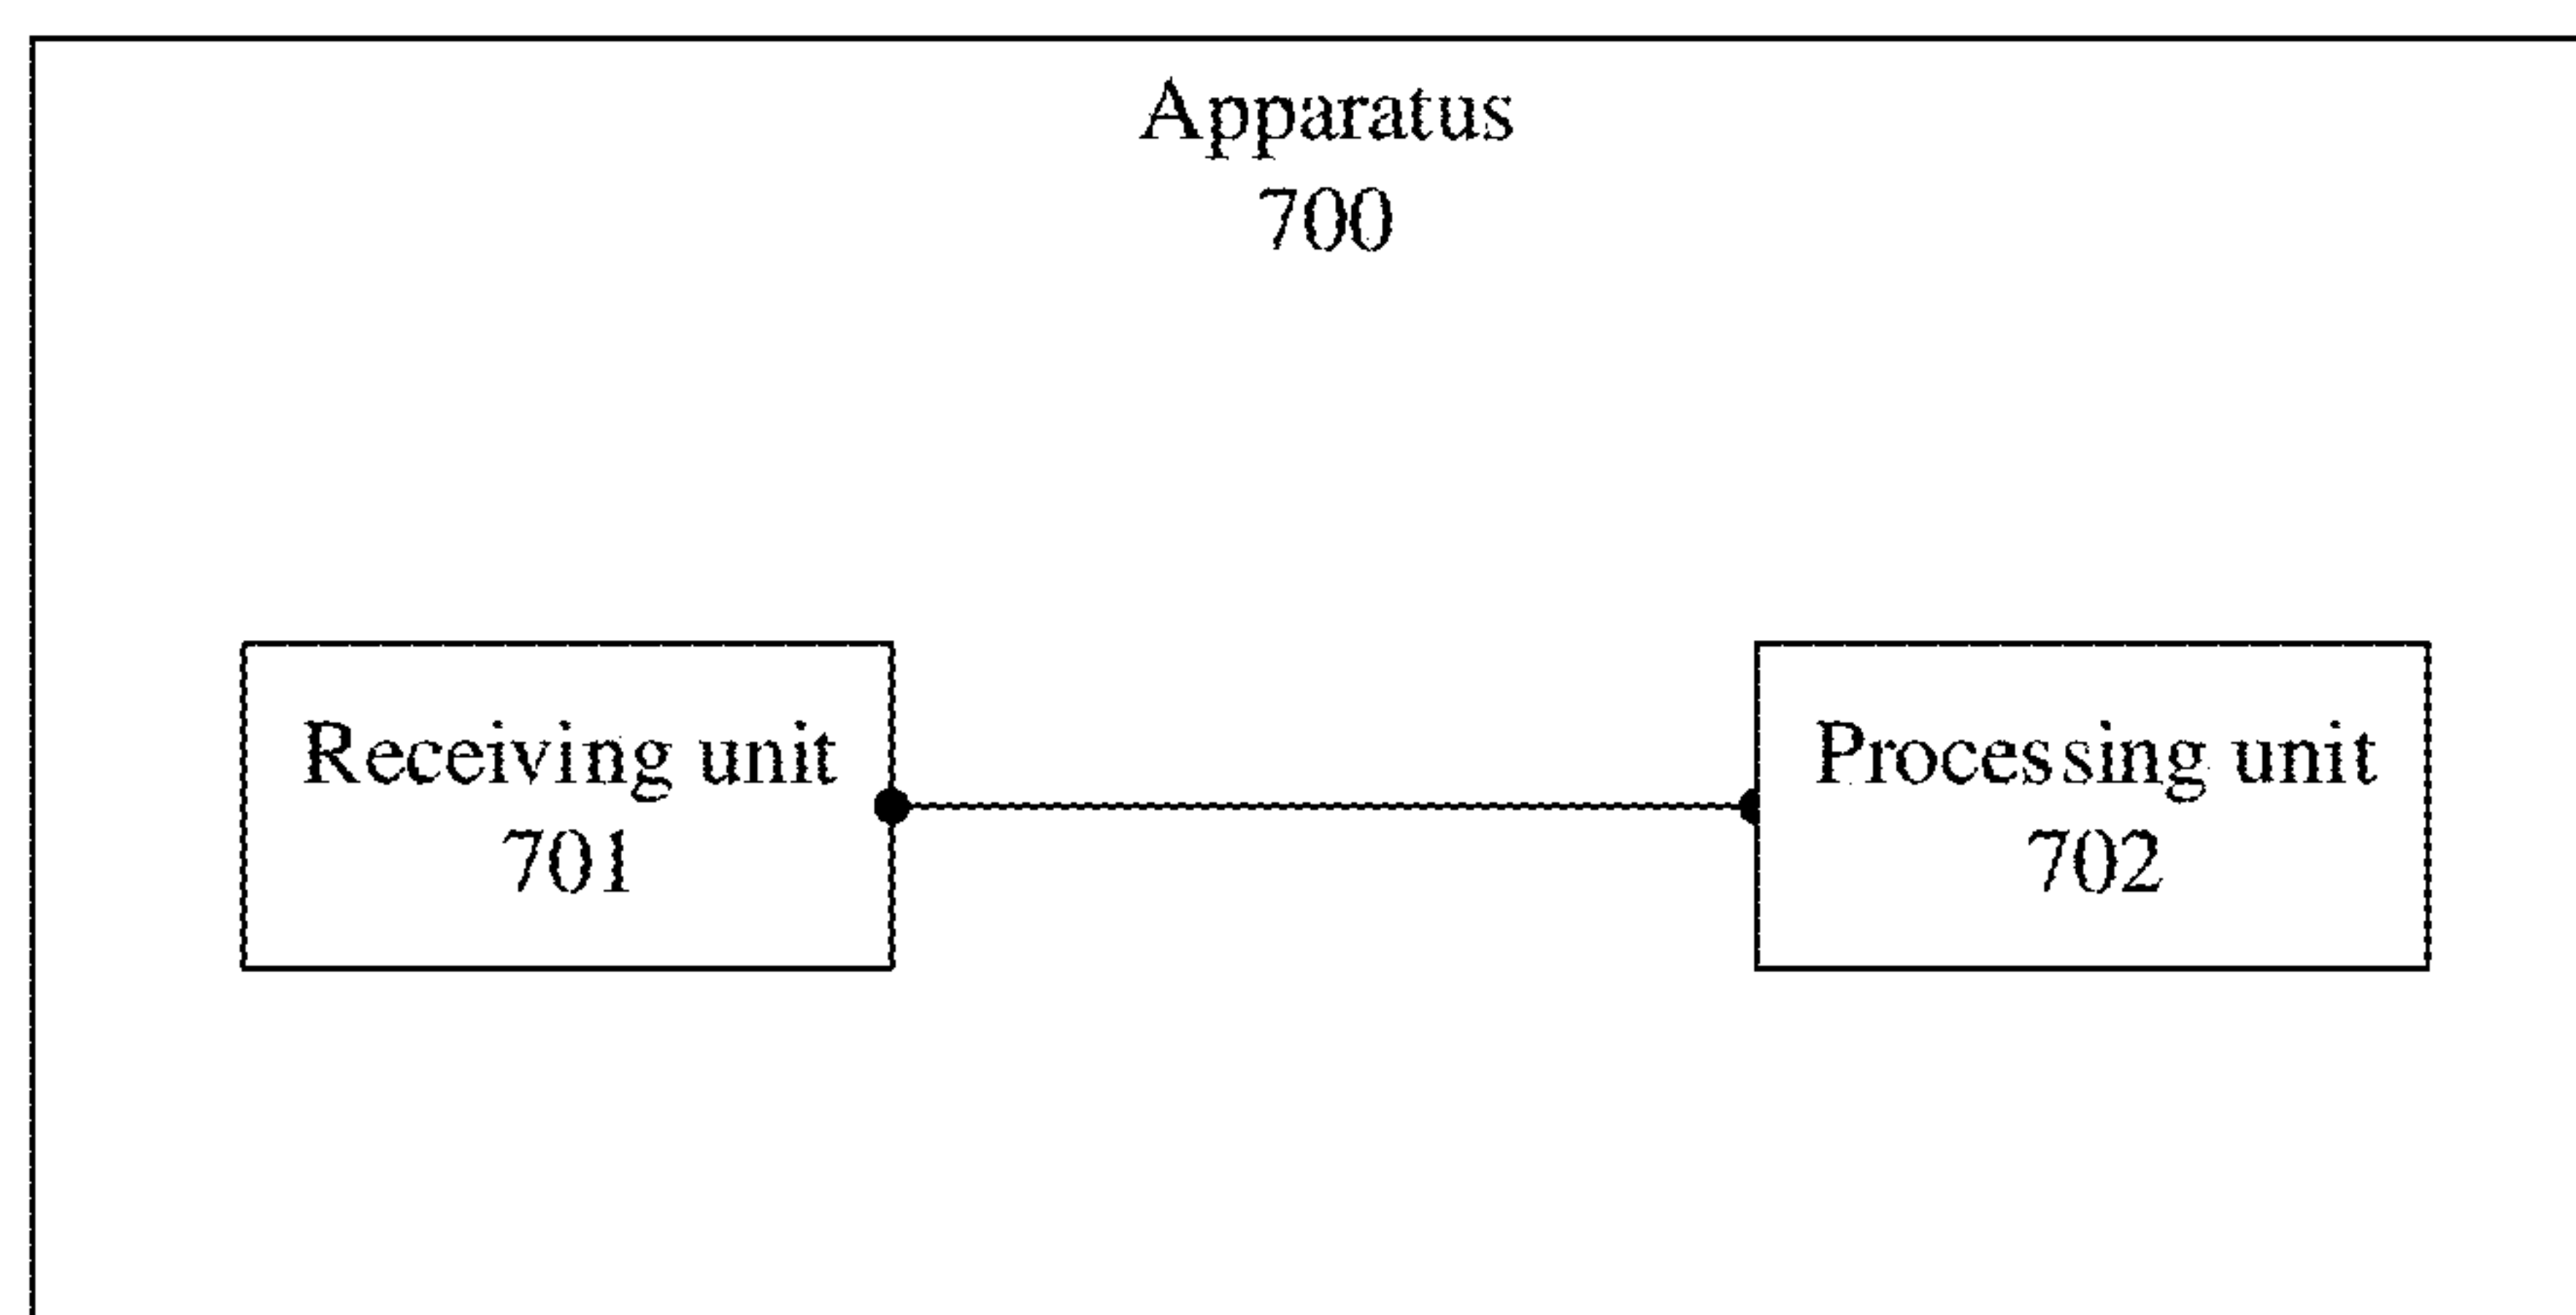 Apparatus
700
Receiving unit
701
Processing unit
702